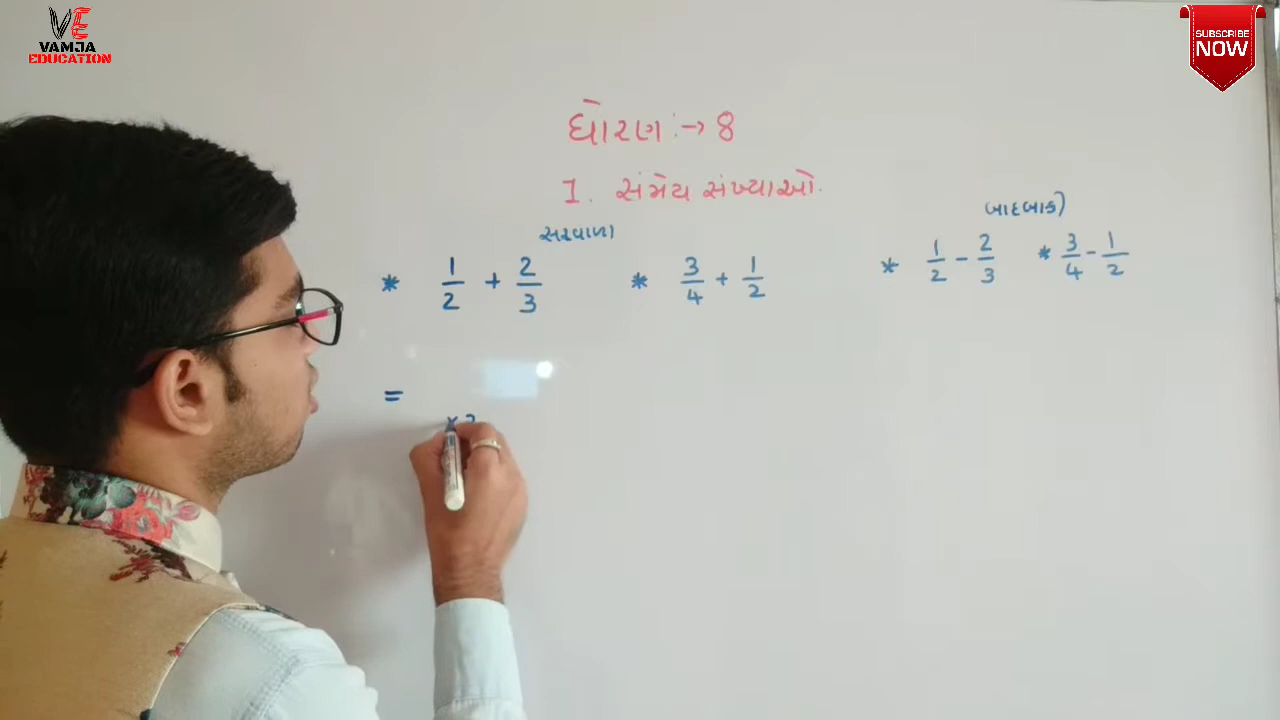 VE
VAMJA
EDUCATION
SUBSCRIBE
NOW
ધોરણ :→ 8
1. સંમેય સંખ્યાઓ.
સરવાળા
બાદબાકી
* 1/2 + 2/3
* 3/4 + 1/2
* 1/2 - 2/3
* 3/4 - 1/2
=